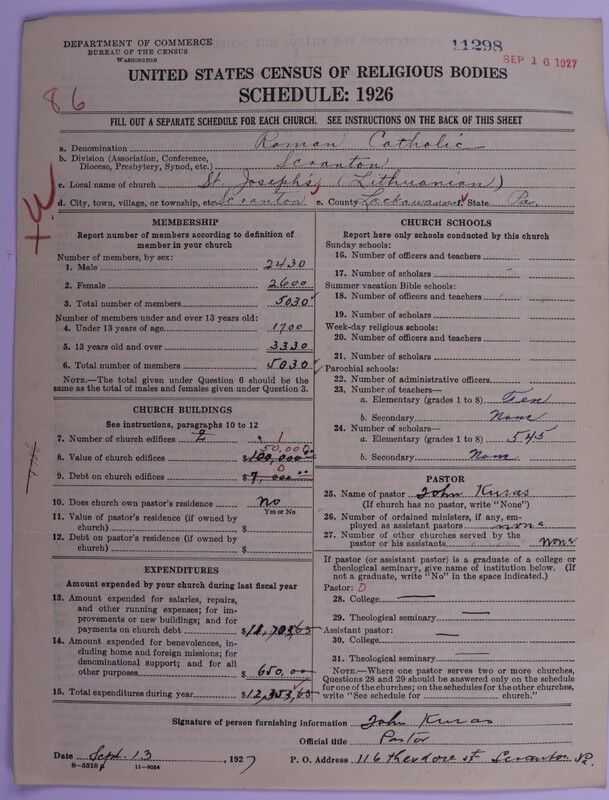 DEPARTMENT OF COMMERCE
BUREAU OF THE CENSUS
WASHINGTON
11298
SEP 16 1927
UNITED STATES CENSUS OF RELIGIOUS BODIES
SCHEDULE: 1926
86
FILL OUT A SEPARATE SCHEDULE FOR EACH CHURCH. SEE INSTRUCTIONS ON THE BACK OF THIS SHEET
a. Denomination Roman Catholic
b. Division (Association, Conference, Diocese, Presbytery, Synod, etc.) Scranton
c. Local name of church St Josephs, (Lithuanian)
d. City, town, village, or township, etc. Scranton e. County Lackawanna State Pa.
MEMBERSHIP
Report number of members according to definition of member in your church
Number of members, by sex:
1. Male 2430
2. Female 2600
3. Total number of members 5030
Number of members under and over 13 years old:
4. Under 13 years of age 1700
5. 13 years old and over 3330
6. Total number of members 5030
NOTE.—The total given under Question 6 should be the same as the total of males and females given under Question 3.
CHURCH BUILDINGS
See instructions, paragraphs 10 to 12
7. Number of church edifices 2 1
50,000
8. Value of church edifices $100,000.00
0
9. Debt on church edifices $7,000.00
10. Does church own pastor's residence No
Yes or No
11. Value of pastor's residence (if owned by church) $
12. Debt on pastor's residence (if owned by church) $
EXPENDITURES
Amount expended by your church during last fiscal year
13. Amount expended for salaries, repairs, and other running expenses; for improvements or new buildings; and for payments on church debt $11,703,65
14. Amount expended for benevolences, including home and foreign missions; for denominational support; and for all other purposes $650,00
15. Total expenditures during year $12,353,65
CHURCH SCHOOLS
Report here only schools conducted by this church
Sunday schools:
16. Number of officers and teachers
17. Number of scholars
Summer vacation Bible schools:
18. Number of officers and teachers
19. Number of scholars
Week-day religious schools:
20. Number of officers and teachers
21. Number of scholars
Parochial schools:
22. Number of administrative officers
23. Number of teachers—
a. Elementary (grades 1 to 8) Ten
b. Secondary None
24. Number of scholars—
a. Elementary (grades 1 to 8) 545
b. Secondary None
PASTOR
25. Name of pastor John Kuras
(If church has no pastor, write "None")
26. Number of ordained ministers, if any, employed as assistant pastors none
27. Number of other churches served by the pastor or his assistants none
If pastor (or assistant pastor) is a graduate of a college or theological seminary, give name of institution below. (If not a graduate, write "No" in the space indicated.)
Pastor: 0
28. College
29. Theological seminary
Assistant pastor:
30. College
31. Theological seminary
NOTE.—Where one pastor serves two or more churches, Questions 28 and 29 should be answered only on the schedule for one of the churches; on the schedules for the other churches, write "See schedule for church."
Signature of person furnishing information John Kuras
Official title Pastor
Date Sept. 13, 1927 P. O. Address 116 theodore st Scranton Pa.
11—9034